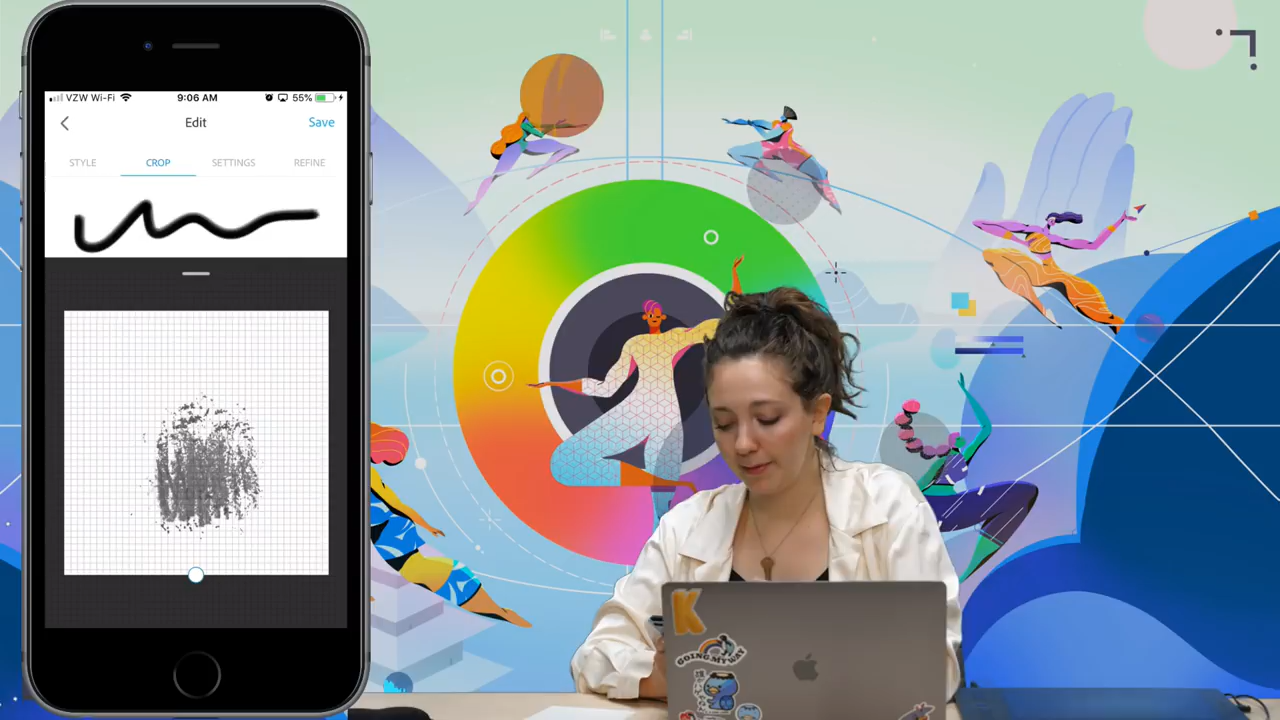 VZW Wi-Fi 9:06 AM 55%
Edit
Save
STYLE CROP SETTINGS REFINE
K
GOING MY WAY